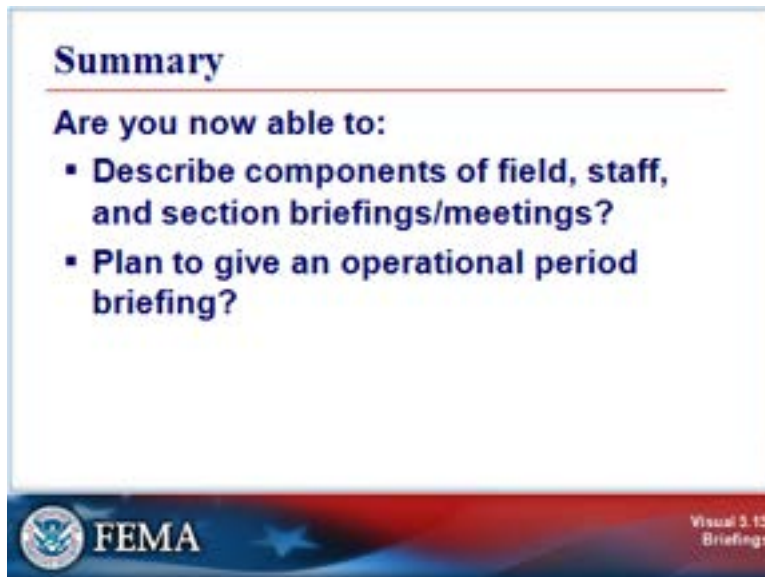 Summary
Are you now able to:
▪ Describe components of field, staff,
and section briefings/meetings?
▪ Plan to give an operational period
briefing?
FEMA
Visual 3.13
Briefings